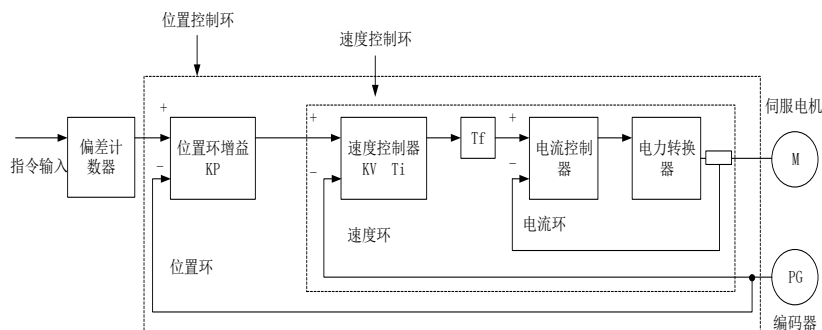 位置控制环
速度控制环
伺服电机
+
+
+
指令输入
偏差计
数器
位置环增益
KP
速度控制器
KV Ti
Tf
电流控制
器
电力转换
器
M
-
-
-
速度环
电流环
位置环
PG
编码器